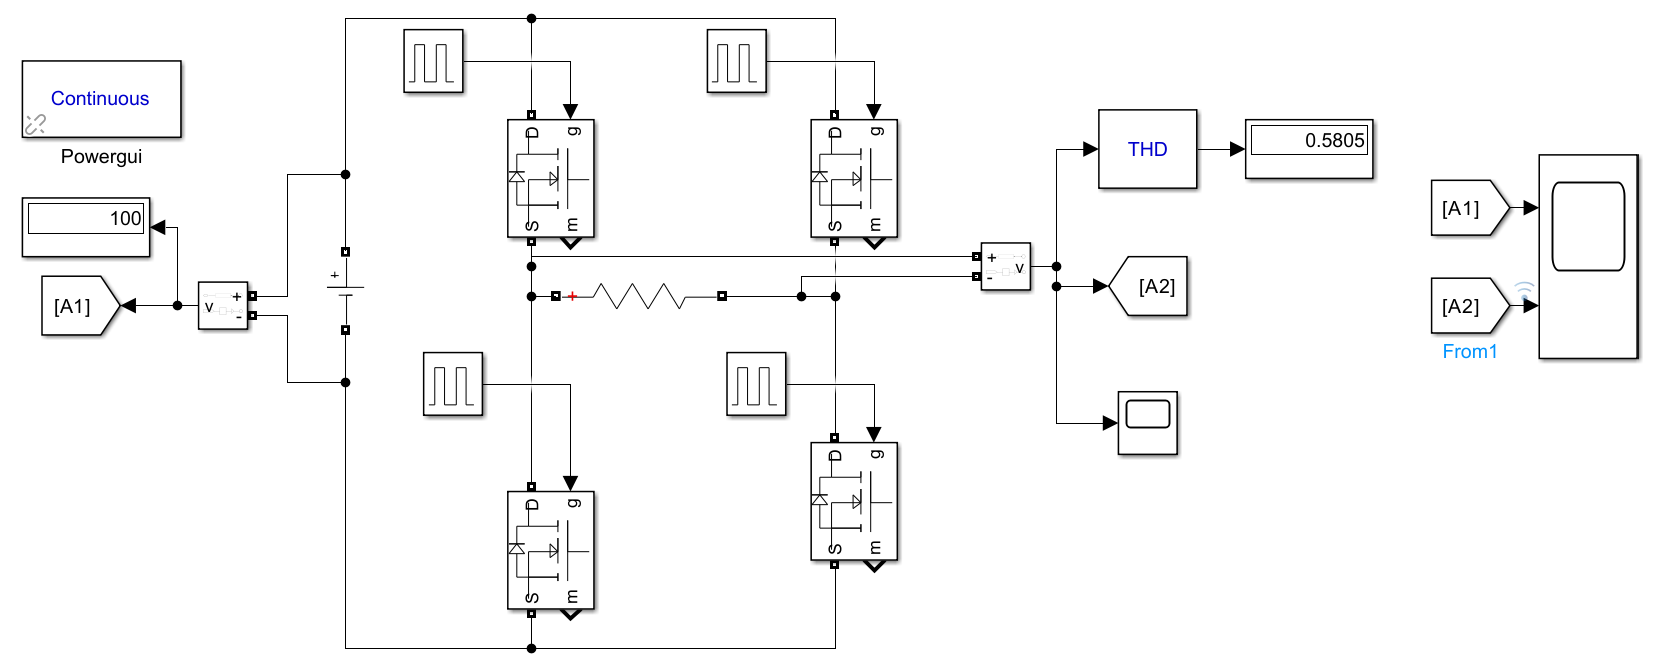 Continuous
Powergui
100
[A1]
v
+
-
+
D
g
S
m
D
g
S
m
+
D
g
S
m
D
g
S
m
+
-
v
THD
0.5805
[A2]
[A1]
[A2]
From1